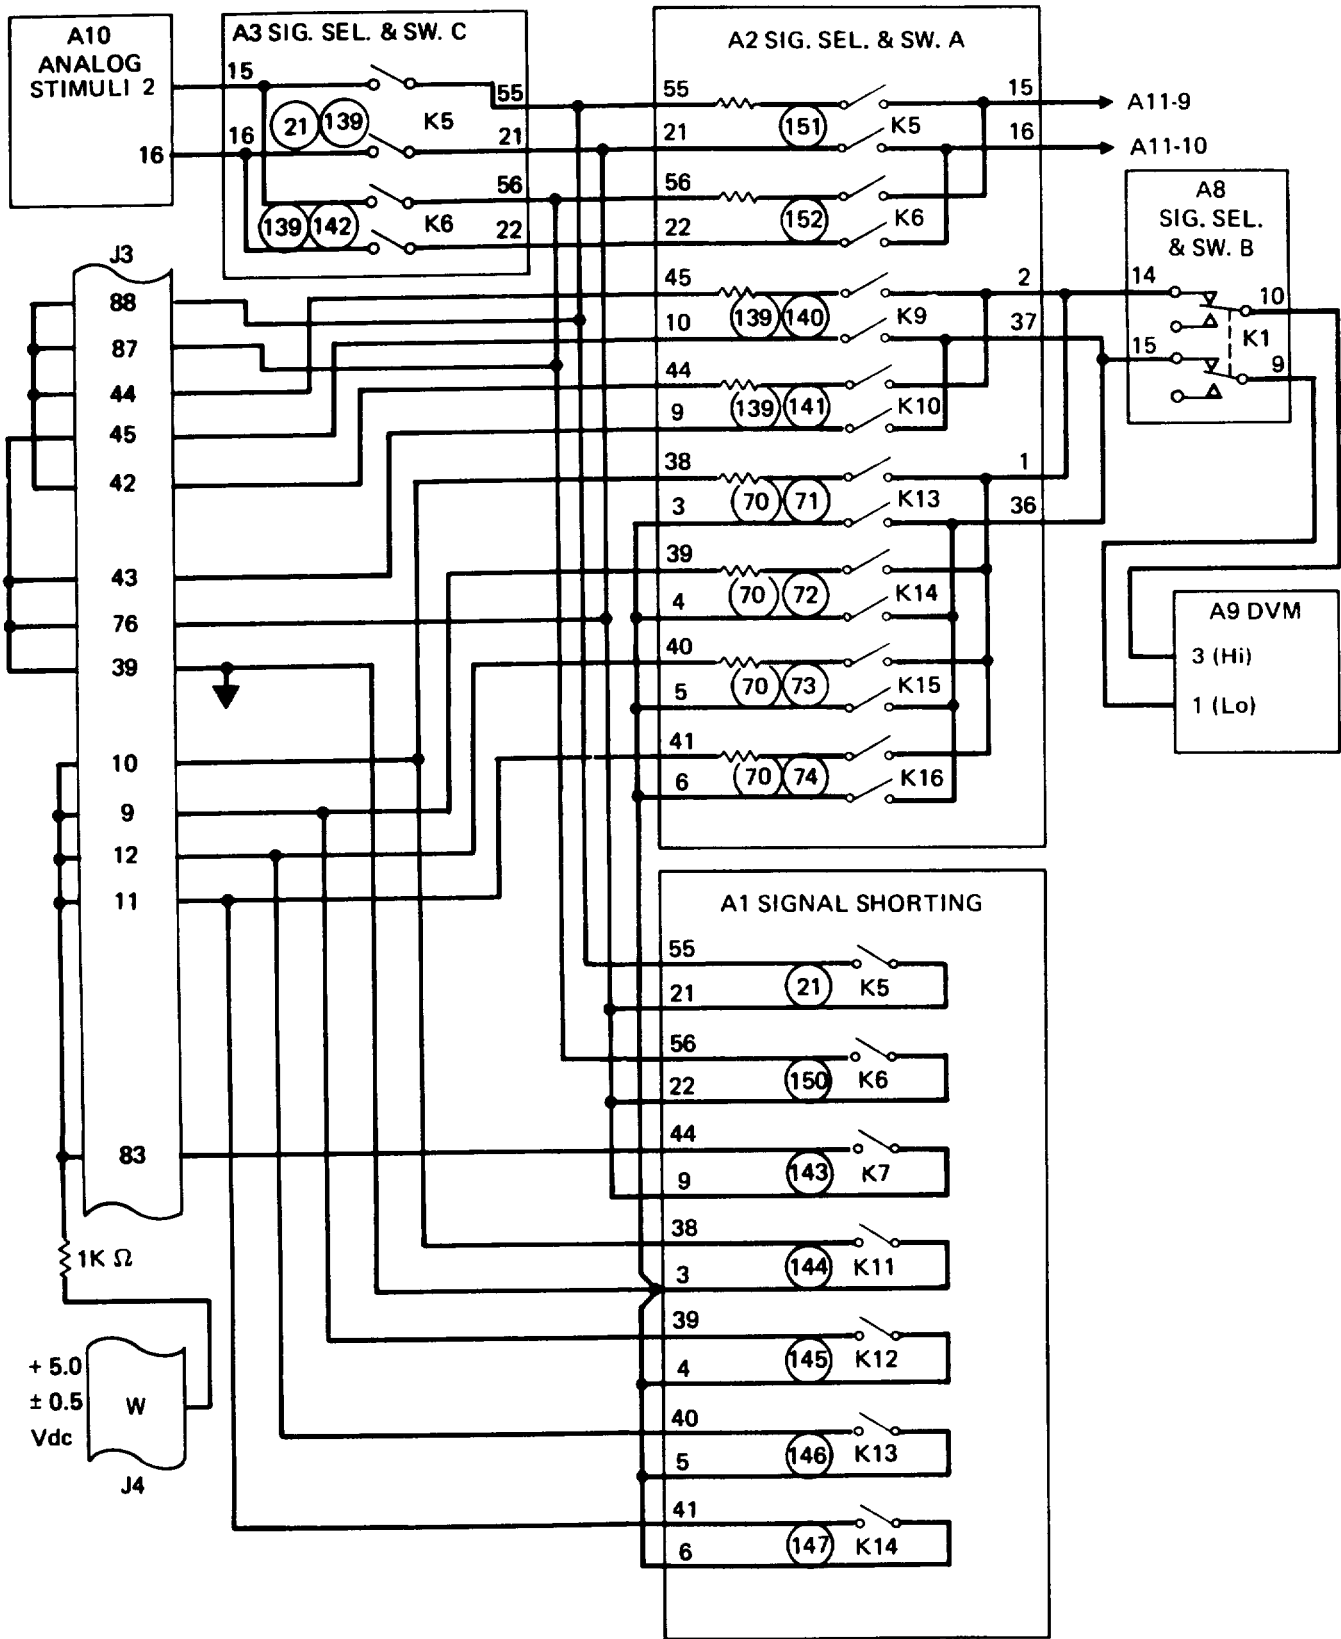 A10
ANALOG
STIMULI 2
16
A3 SIG. SEL. & SW. C
15
55
21 139
K5
16
21
56
139 142
K6
22
A2 SIG. SEL. & SW. A
55
151
K5
15
21
16
56
152
K6
22
45
139 140
K9
2
10
37
44
139 141
K10
9
38
70 71
K13
1
3
36
39
70 72
K14
4
40
70 73
K15
5
41
70 74
K16
6
A11-9
A11-10
A8
SIG. SEL.
& SW. B
14
10
K1
15
9
A9 DVM
3 (Hi)
1 (Lo)
J3
88
87
44
45
42
43
76
39
10
9
12
11
83
1K Ω
+ 5.0
± 0.5
Vdc
W
J4
A1 SIGNAL SHORTING
55
21
K5
21
56
150
K6
22
44
143
K7
9
38
144
K11
3
39
145
K12
4
40
146
K13
5
41
147
K14
6